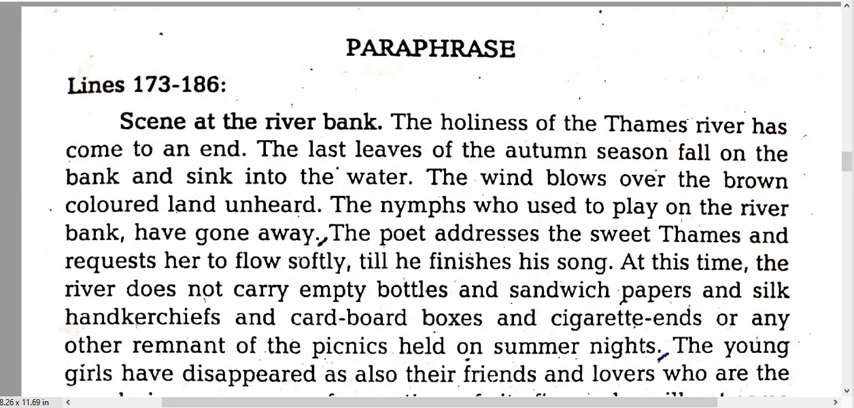 PARAPHRASE
Lines 173-186:
Scene at the river bank. The holiness of the Thames river has
come to an end. The last leaves of the autumn season fall on the
bank and sink into the water. The wind blows over the brown
coloured land unheard. The nymphs who used to play on the river
bank, have gone away. The poet addresses the sweet Thames and
requests her to flow softly, till he finishes his song. At this time, the
river does not carry empty bottles and sandwich papers and silk
handkerchiefs and card-board boxes and cigarette-ends or any
other remnant of the picnics held on summer nights. The young
girls have disappeared as also their friends and lovers who are the
8.26 x 11.69 in